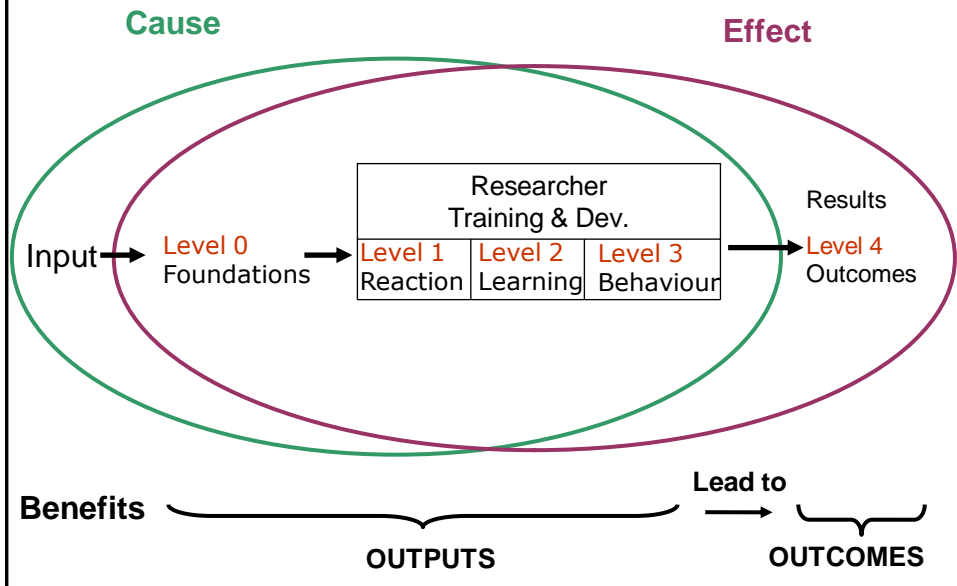 Cause
Effect
Researcher
Training & Dev.
Results
Input
Level 0
Foundations
Level 1
Reaction
Level 2
Learning
Level 3
Behaviour
Level 4
Outcomes
Benefits
Lead to
OUTPUTS
OUTCOMES